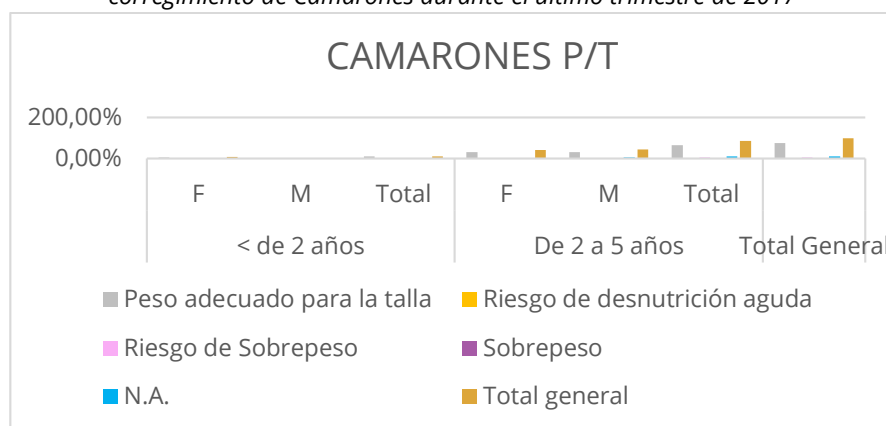 corregimiento de Camarones durante el último trimestre de 2017
CAMARONES P/T
200,00%
0,00%
F M Total F M Total
< de 2 años De 2 a 5 años Total General
Peso adecuado para la talla Riesgo de desnutrición aguda
Riesgo de Sobrepeso Sobrepeso
N.A. Total general